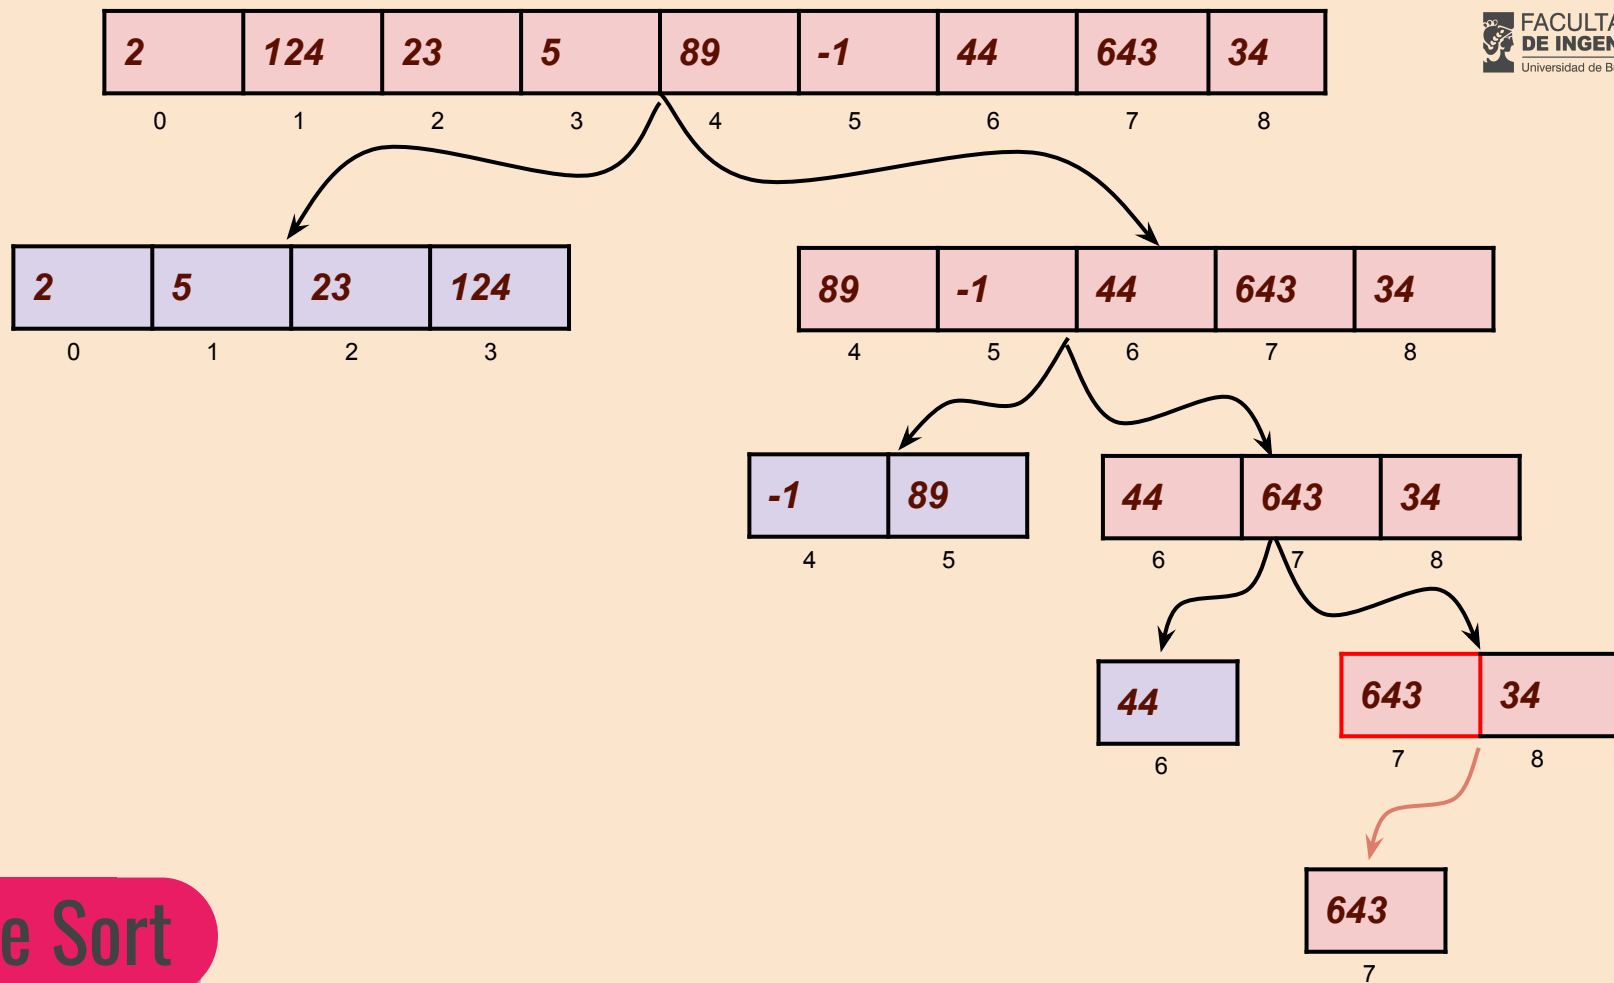 2 124 23 5 89 -1 44 643 34
0 1 2 3 4 5 6 7 8
FACULTA
DE INGEN
Universidad de B
2 5 23 124
0 1 2 3
89 -1 44 643 34
4 5 6 7 8
-1 89
4 5
44 643 34
6 7 8
44
6
643 34
7 8
643
7
e Sort